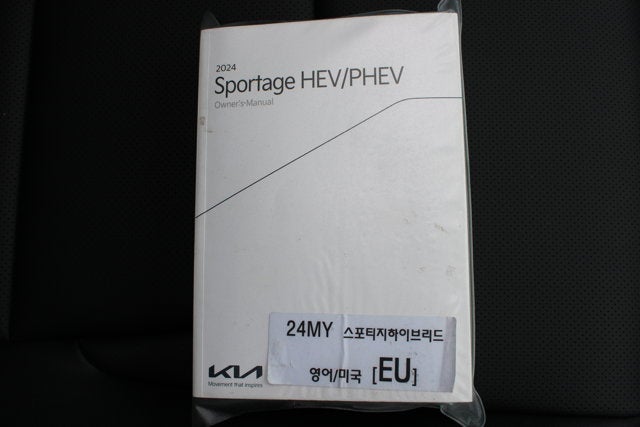 2024
Sportage HEV/PHEV
Owner's Manual
24MY 스포티지하이브리드
영어/미국 [EU]
KIA
Movement that inspires